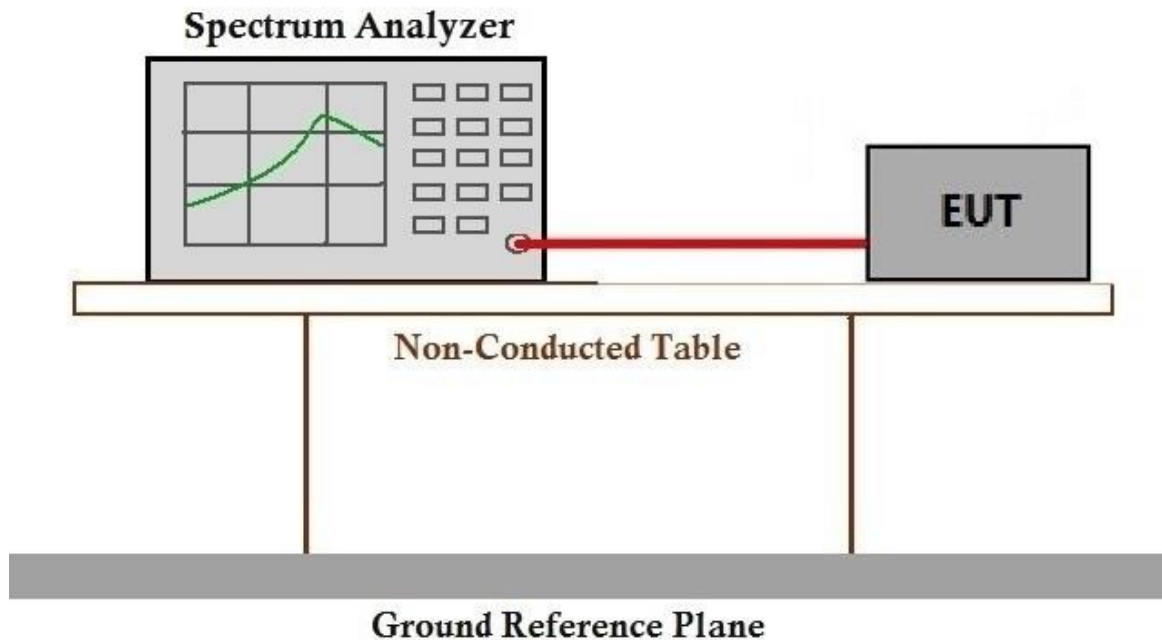 Spectrum Analyzer
EUT
Non-Conducted Table
Ground Reference Plane